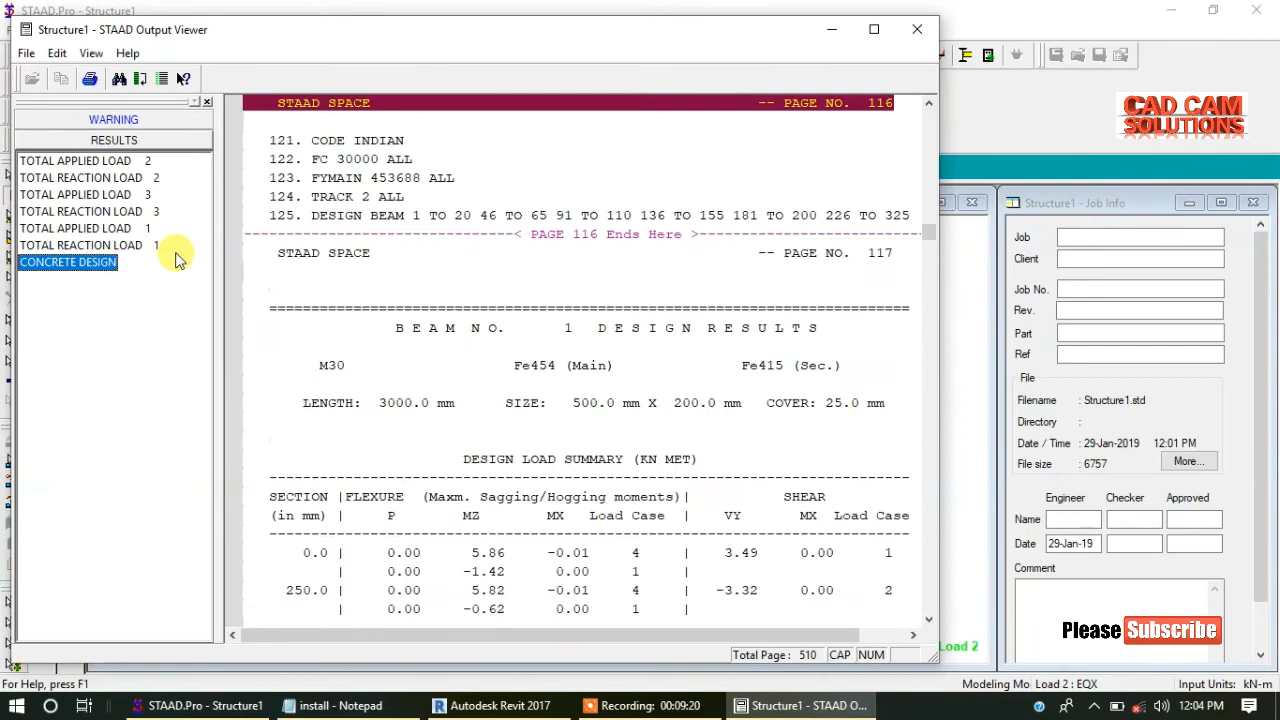 STAAD.Pro - Structure1
Structure1 - STAAD Output Viewer
File Edit View Help
CAD CAM
SOLUTIONS
WARNING
RESULTS
TOTAL APPLIED LOAD 2
TOTAL REACTION LOAD 2
TOTAL APPLIED LOAD 3
TOTAL REACTION LOAD 3
TOTAL APPLIED LOAD 1
TOTAL REACTION LOAD 1
CONCRETE DESIGN
STAAD SPACE -- PAGE NO. 116
121. CODE INDIAN
122. FC 30000 ALL
123. FYMAIN 453688 ALL
124. TRACK 2 ALL
125. DESIGN BEAM 1 TO 20 46 TO 65 91 TO 110 136 TO 155 181 TO 200 226 TO 325
< PAGE 116 Ends Here >
STAAD SPACE -- PAGE NO. 117
B E A M N O. 1 D E S I G N R E S U L T S
M30 Fe454 (Main) Fe415 (Sec.)
LENGTH: 3000.0 mm SIZE: 500.0 mm X 200.0 mm COVER: 25.0 mm
DESIGN LOAD SUMMARY (KN MET)
SECTION |FLEXURE (Maxm. Sagging/Hogging moments)| SHEAR
(in mm) | P MZ MX Load Case | VY MX Load Case
0.0 | 0.00 5.86 -0.01 4 | 3.49 0.00 1
| 0.00 -1.42 0.00 1 |
250.0 | 0.00 5.82 -0.01 4 | -3.32 0.00 2
| 0.00 -0.62 0.00 1 |
Total Page : 510 CAP NUM
Structure1 - Job Info
Job
Client
Job No.
Rev.
Part
Ref
File
Filename : Structure1.std
Directory :
Date / Time : 29-Jan-2019 12:01 PM
File size : 6757 More...
Engineer Checker Approved
Name
Date 29-Jan-19
Comment
Please Subscribe
Load 2
For Help, press F1
Modeling Mo Load 2 : EQX Input Units: kN-m
STAAD.Pro - Structure1
install - Notepad
Autodesk Revit 2017
Recording: 00:09:20
Structure1 - STAAD O...
12:04 PM